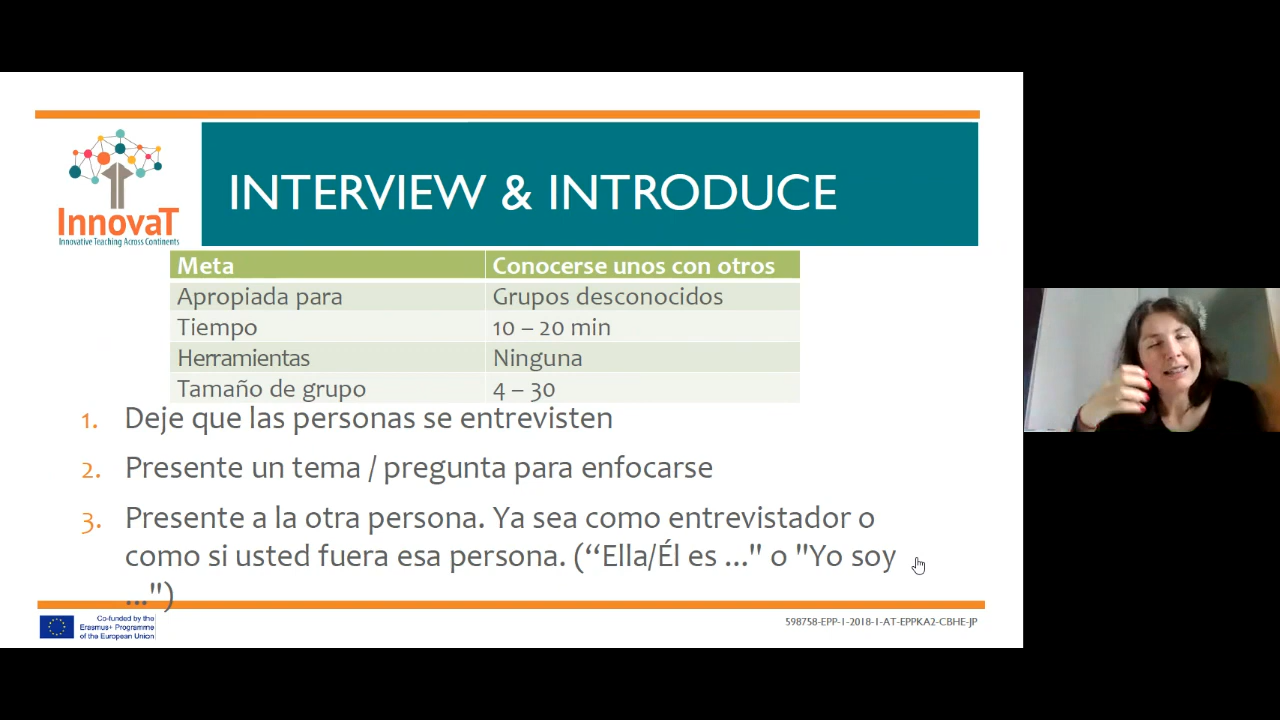 INTERVIEW & INTRODUCE
InnovaT
Innovative Teaching Across Continents
Meta Conocerse unos con otros
Apropiada para Grupos desconocidos
Tiempo 10 – 20 min
Herramientas Ninguna
Tamaño de grupo 4 – 30
1. Deje que las personas se entrevisten
2. Presente un tema / pregunta para enfocarse
3. Presente a la otra persona. Ya sea como entrevistador o
como si usted fuera esa persona. (“Ella/Él es ..." o "Yo soy
...")
Co-funded by the
Erasmus+ Programme
of the European Union
598758-EPP-1-2018-1-AT-EPPKA2-CBHE-JP